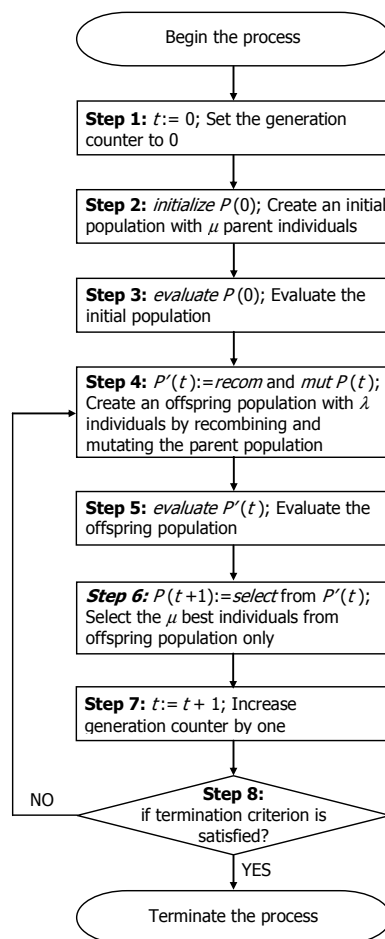 Begin the process
Step 1: t:= 0; Set the generation
counter to 0
Step 2: initialize P(0); Create an initial
population with μ parent individuals
Step 3: evaluate P(0); Evaluate the
initial population
Step 4: P'(t):=recom and mut P(t);
Create an offspring population with λ
individuals by recombining and
mutating the parent population
Step 5: evaluate P'(t); Evaluate the
offspring population
Step 6: P(t+1):=select from P'(t);
Select the μ best individuals from
offspring population only
Step 7: t:= t + 1; Increase
generation counter by one
Step 8:
if termination criterion is
satisfied?
NO
YES
Terminate the process